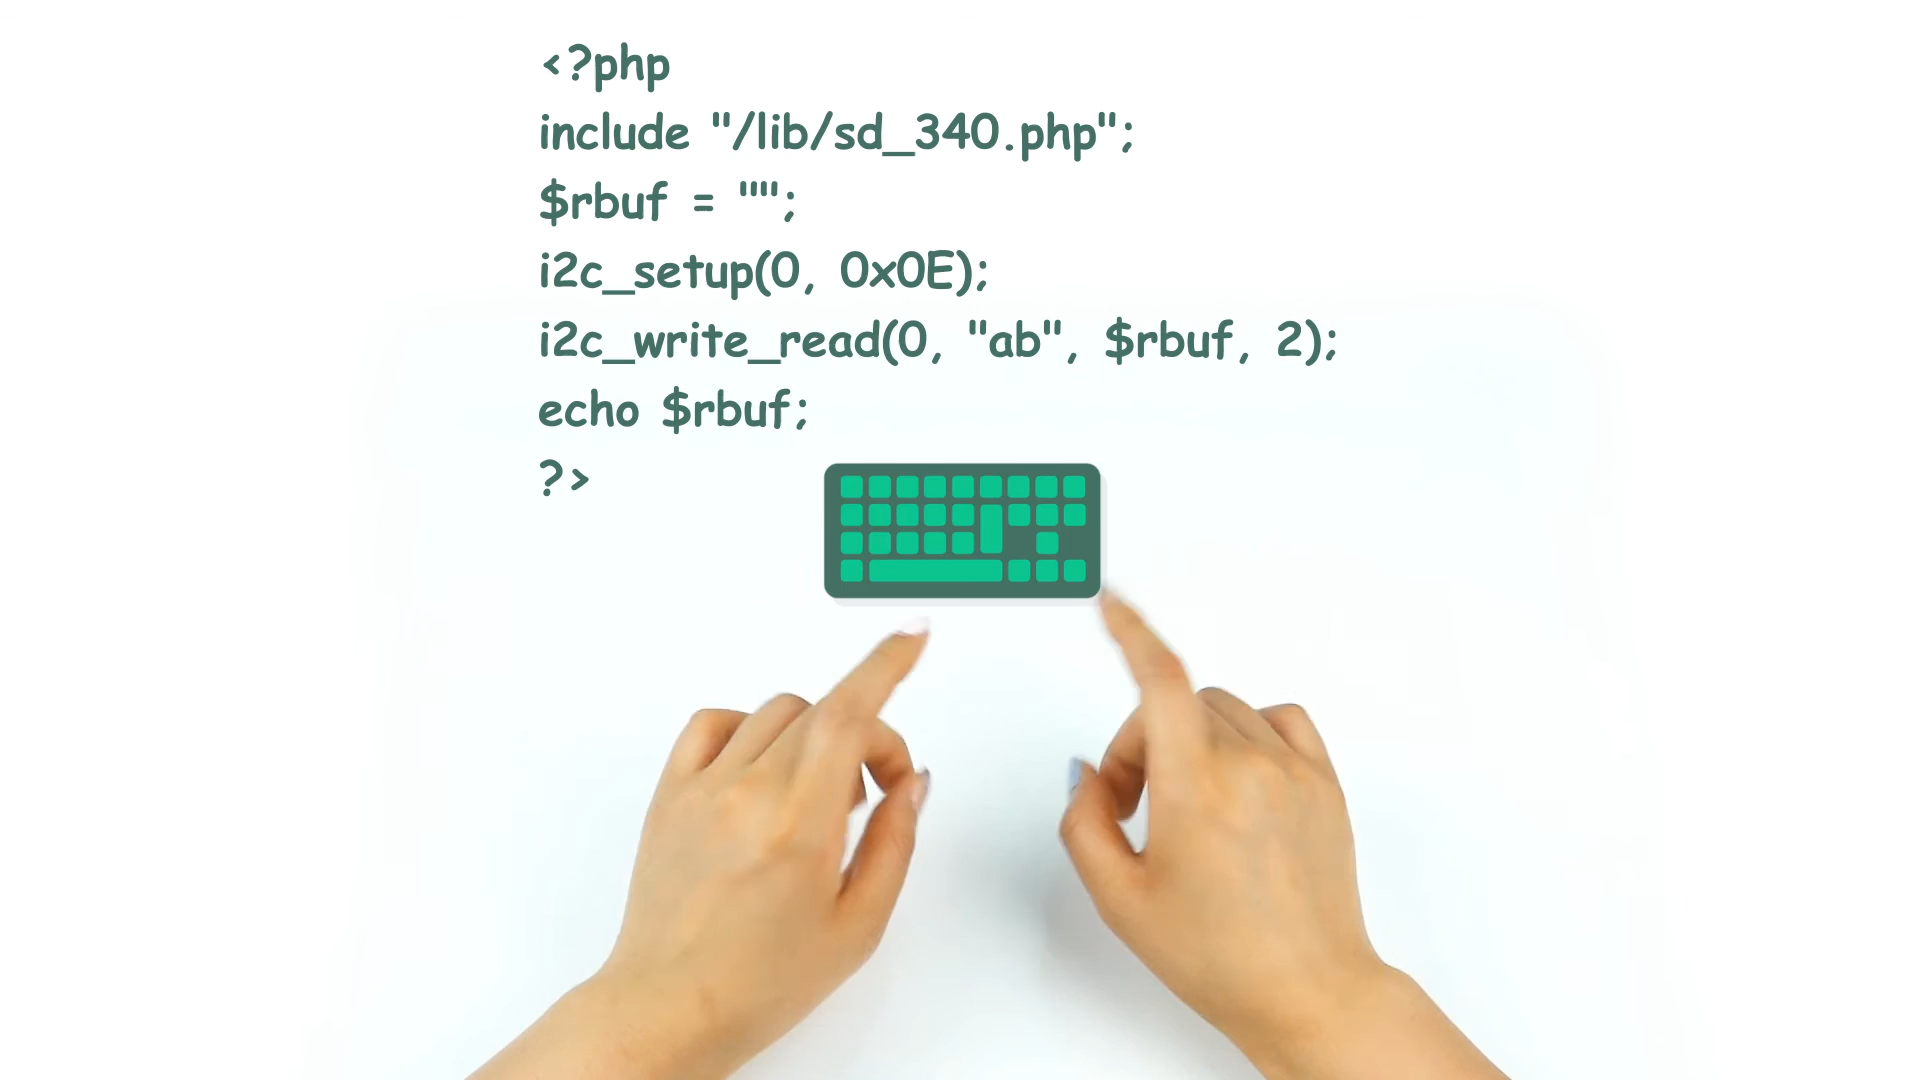 <?php
include "/lib/sd_340.php";
$rbuf = "";
i2c_setup(0, 0x0E);
i2c_write_read(0, "ab", $rbuf, 2);
echo $rbuf;
?>